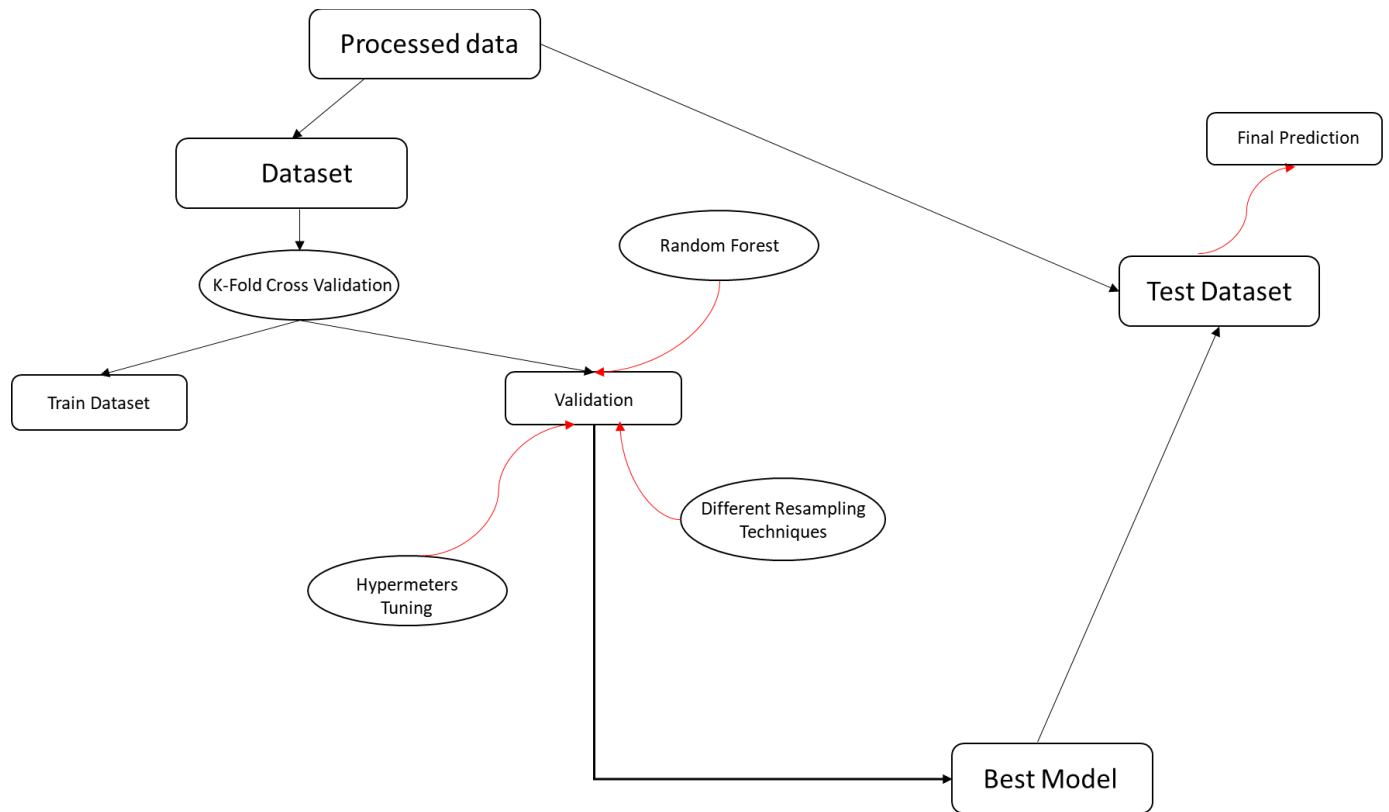 Processed data
Dataset
Final Prediction
Random Forest
K-Fold Cross Validation
Test Dataset
Train Dataset
Validation
Different Resampling
Techniques
Hypermeters
Tuning
Best Model